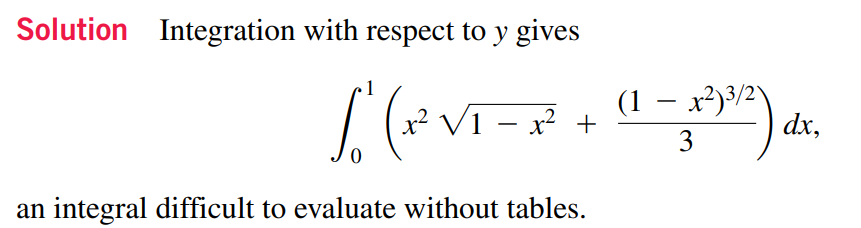 Solution Integration with respect to y gives
∫₀¹ (x² √(1 − x²) + (1 − x²)^{3/2}/3) dx,
an integral difficult to evaluate without tables.